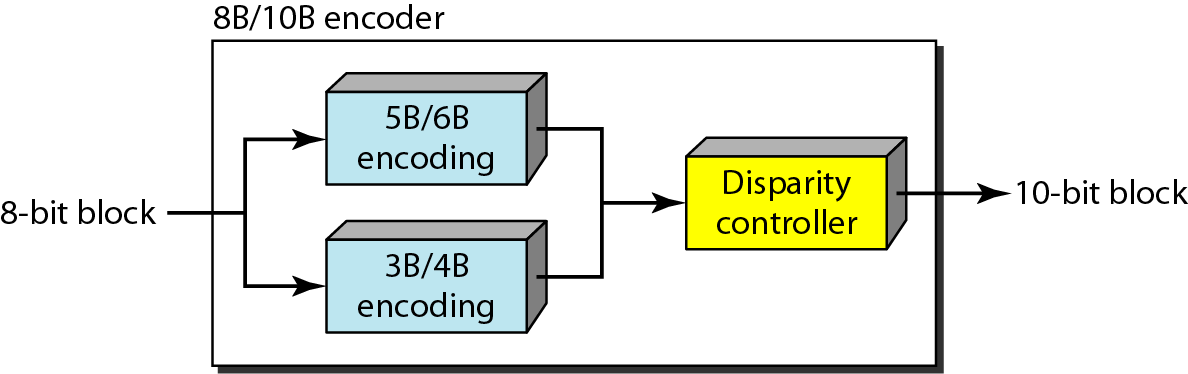 8B/10B encoder
5B/6B
encoding
8-bit block
Disparity
controller
10-bit block
3B/4B
encoding